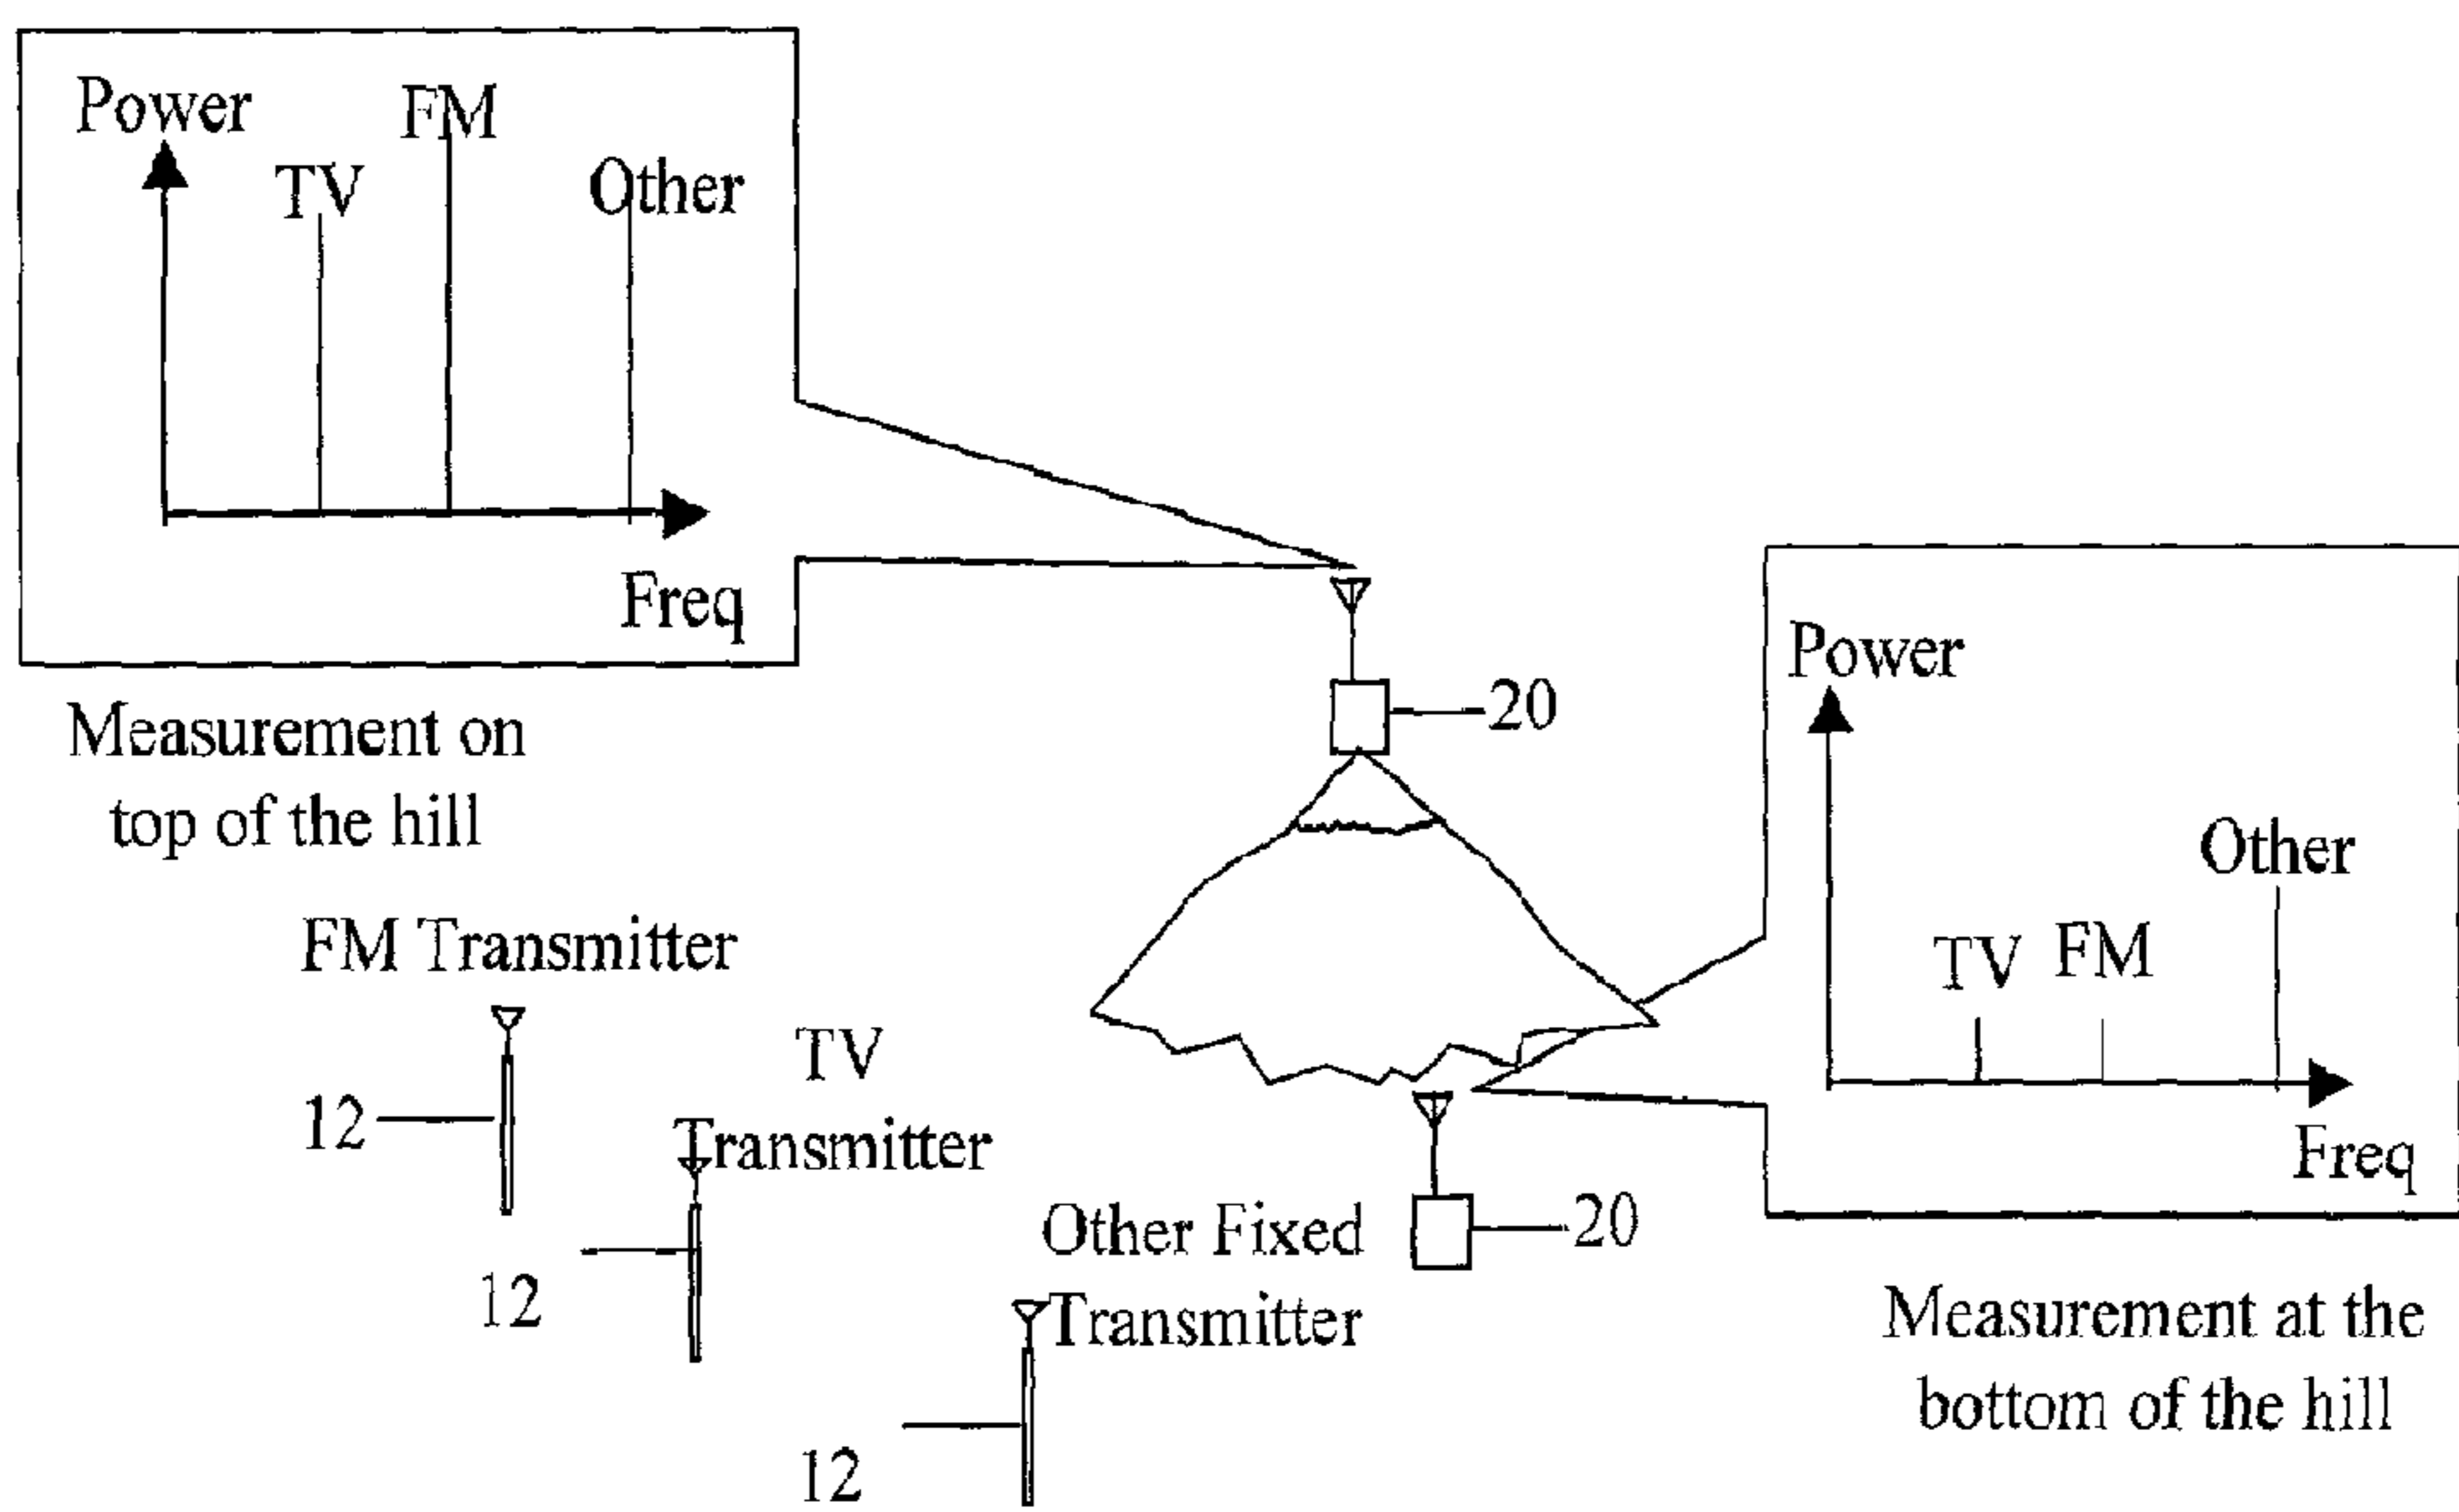 Power
FM
TV
Other
Freq
Measurement on
top of the hill
20
Power
Other
TV FM
Freq
Measurement at the
bottom of the hill
FM Transmitter
12
TV
Transmitter
12
Other Fixed
Transmitter
12
20